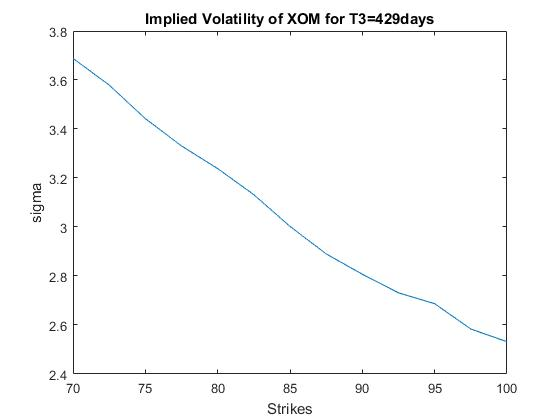 Implied Volatility of XOM for T3=429days
3.8
3.6
3.4
3.2
3
2.8
2.6
2.4
sigma
70 75 80 85 90 95 100
Strikes